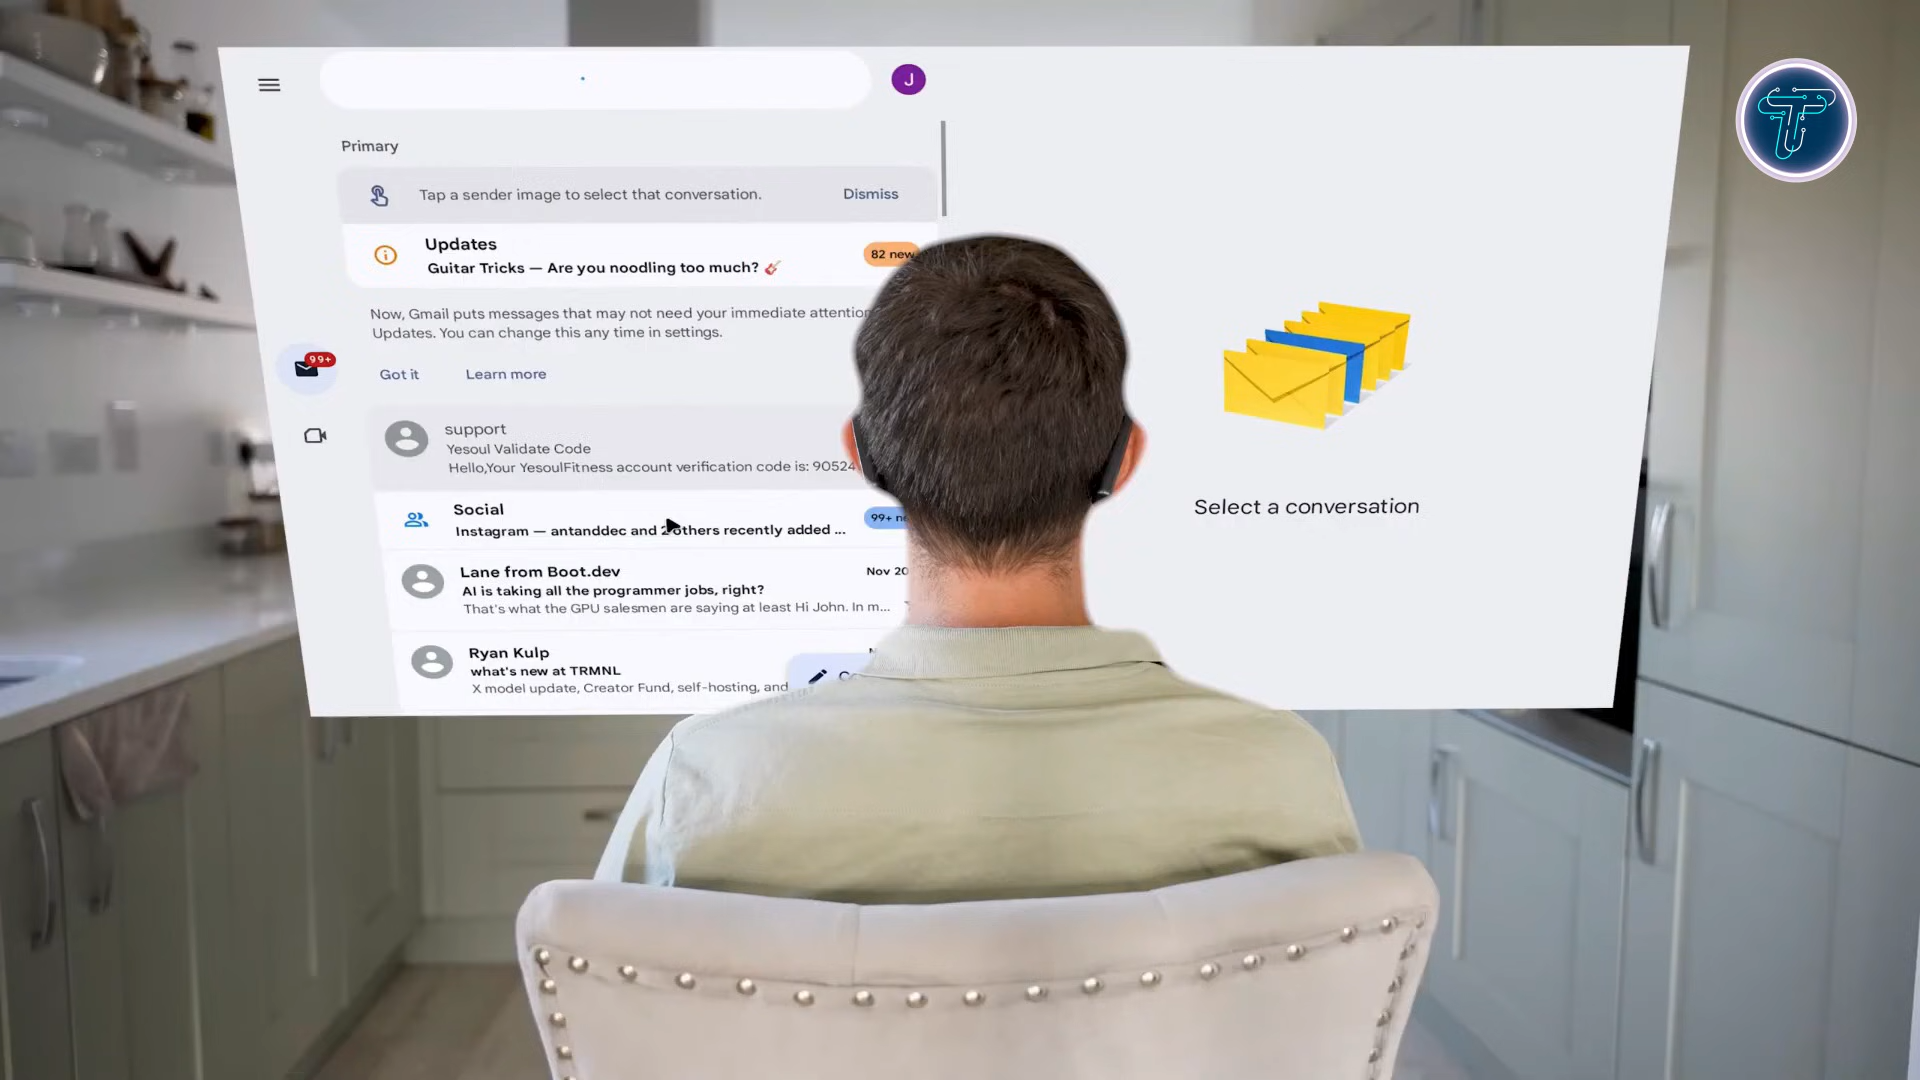 J
Primary
Tap a sender image to select that conversation. Dismiss
Updates
82 new
Guitar Tricks — Are you noodling too much? 🎸
Now, Gmail puts messages that may not need your immediate attention
Updates. You can change this any time in settings.
Got it Learn more
99+
support
Yesoul Validate Code
Hello,Your YesoulFitness account verification code is: 90524
Social
99+ ne
Instagram — antanddec and 2 others recently added ...
Lane from Boot.dev Nov 20
AI is taking all the programmer jobs, right?
That's what the GPU salesmen are saying at least Hi John. In m...
Ryan Kulp
what's new at TRMNL
X model update, Creator Fund, self-hosting, and
Select a conversation